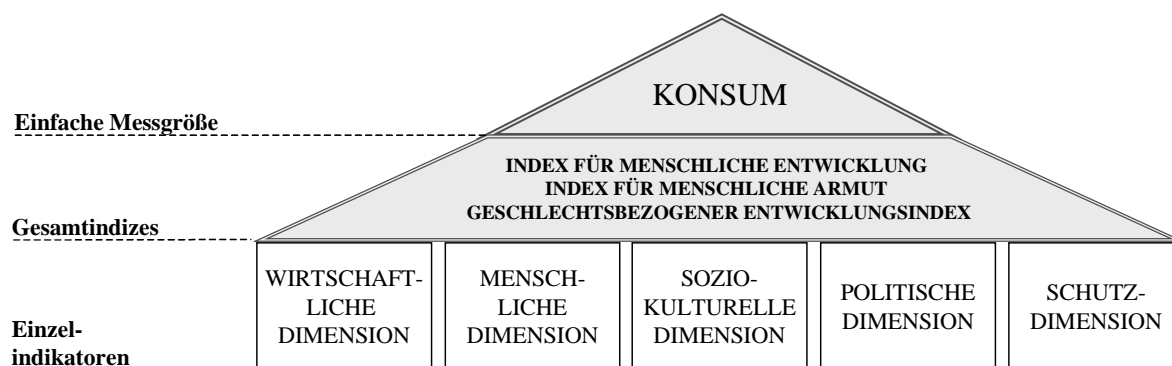 KONSUM
Einfache Messgröße
INDEX FÜR MENSCHLICHE ENTWICKLUNG
INDEX FÜR MENSCHLICHE ARMUT
GESCHLECHTSBEZOGENER ENTWICKLUNGSINDEX
Gesamtindizes
WIRTSCHAFT-
LICHE
DIMENSION
MENSCH-
LICHE
DIMENSION
SOZIO-
KULTURELLE
DIMENSION
POLITISCHE
DIMENSION
SCHUTZ-
DIMENSION
Einzel-
indikatoren